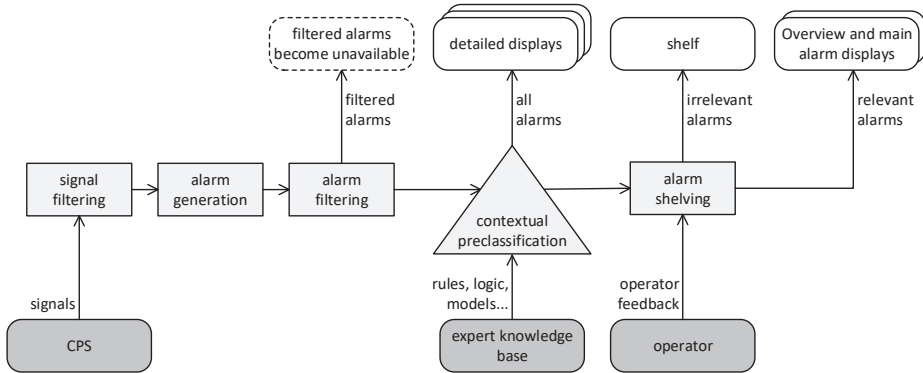 filtered alarms
become unavailable
detailed displays
shelf
Overview and main
alarm displays
filtered
alarms
all
alarms
irrelevant
alarms
relevant
alarms
signal
filtering
alarm
generation
alarm
filtering
contextual
preclassification
alarm
shelving
signals
rules, logic,
models...
operator
feedback
CPS
expert knowledge
base
operator